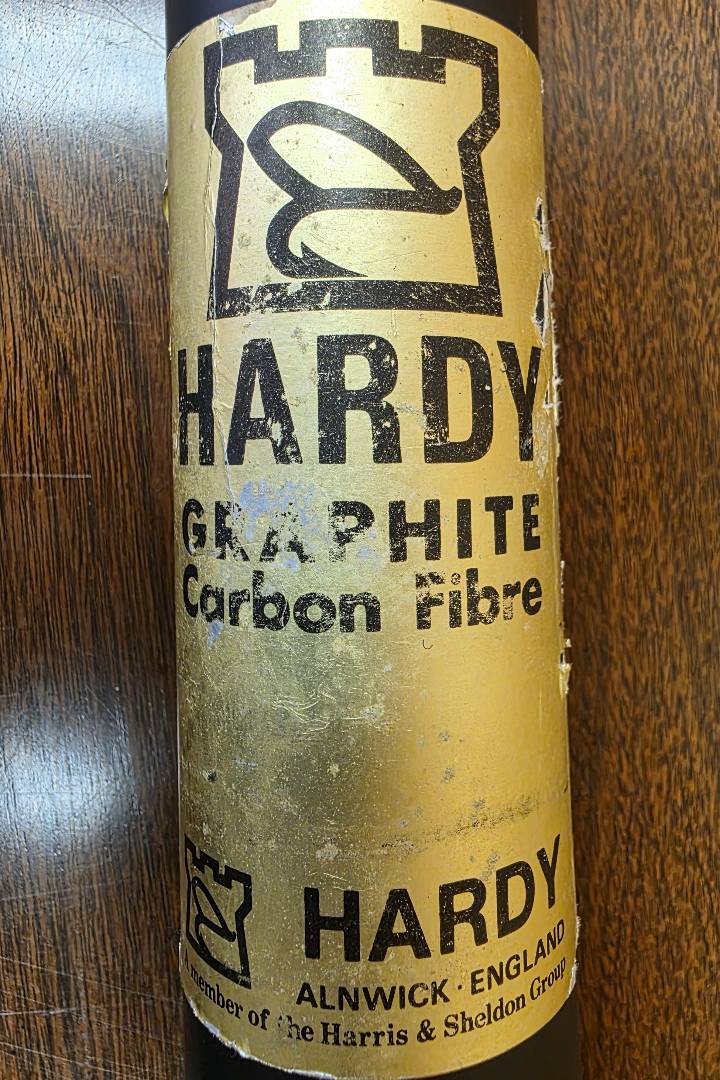 HARDY
GRAPHITE
Carbon Fibre
HARDY
ALNWICK · ENGLAND
A member of the Harris & Sheldon Group